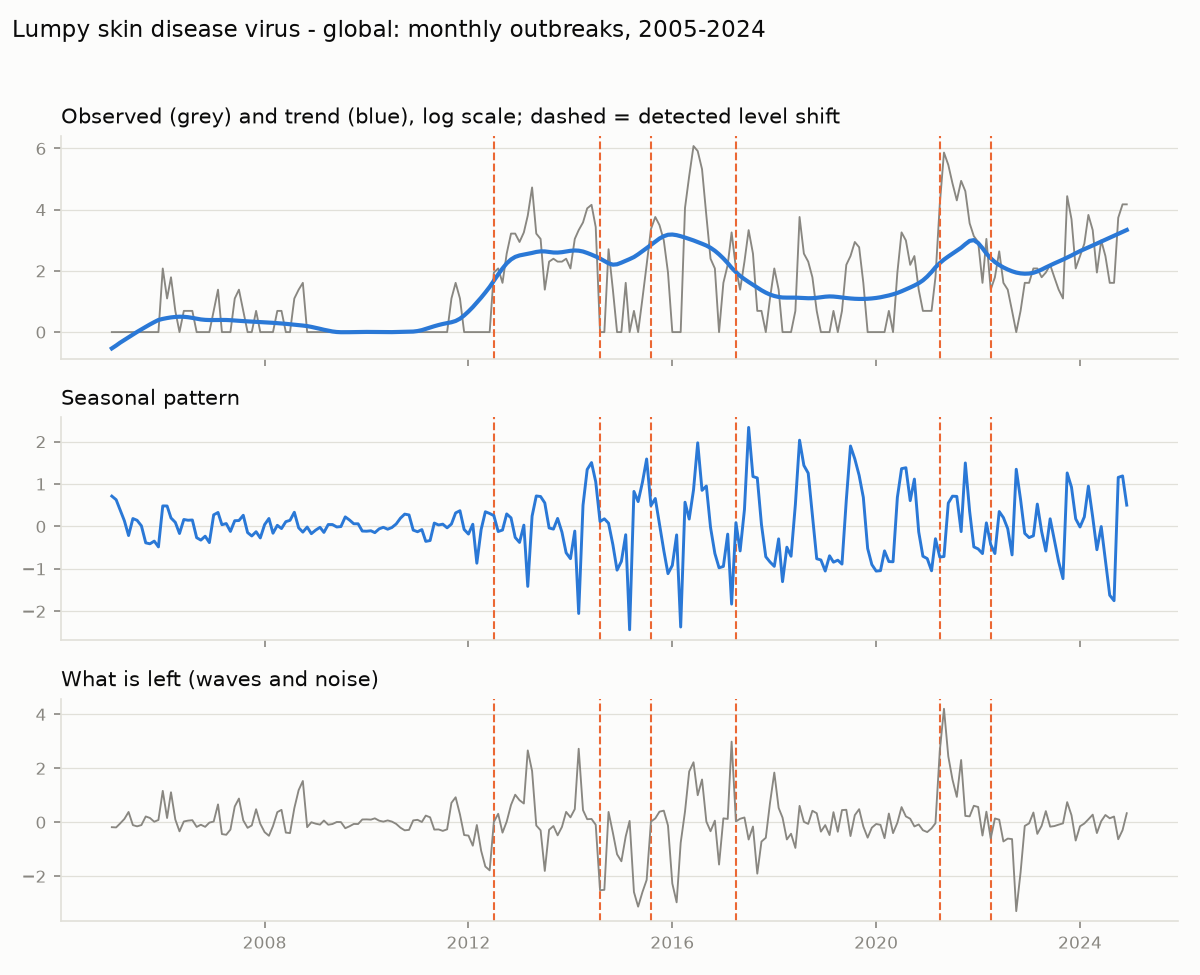 Lumpy skin disease virus - global: monthly outbreaks, 2005-2024
Observed (grey) and trend (blue), log scale; dashed = detected level shift
6
4
2
0
Seasonal pattern
2
1
0
−1
−2
What is left (waves and noise)
4
2
0
−2
2008 2012 2016 2020 2024